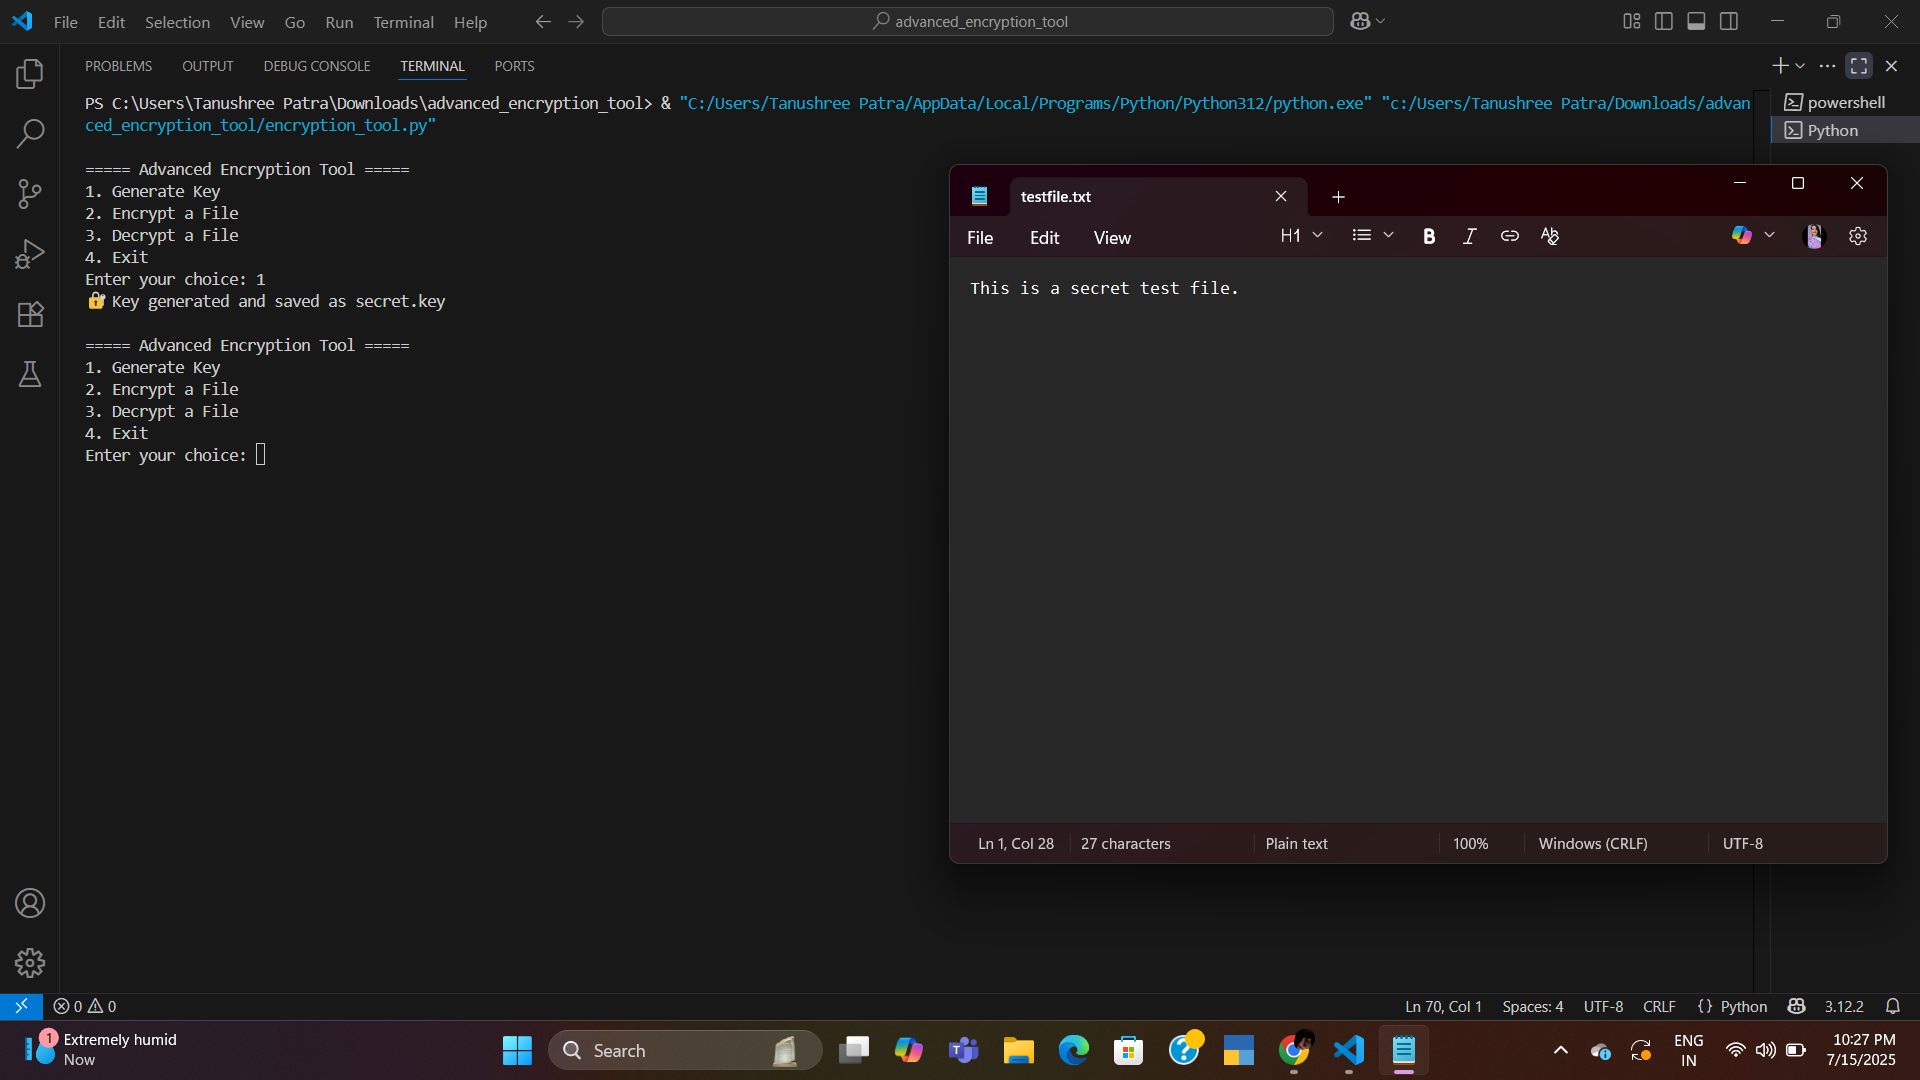 File Edit Selection View Go Run Terminal Help
advanced_encryption_tool
PROBLEMS OUTPUT DEBUG CONSOLE TERMINAL PORTS
PS C:\Users\Tanushree Patra\Downloads\advanced_encryption_tool> & "C:/Users/Tanushree Patra/AppData/Local/Programs/Python/Python312/python.exe" "c:/Users/Tanushree Patra/Downloads/advan
ced_encryption_tool/encryption_tool.py"
===== Advanced Encryption Tool =====
1. Generate Key
2. Encrypt a File
3. Decrypt a File
4. Exit
Enter your choice: 1
Key generated and saved as secret.key
===== Advanced Encryption Tool =====
1. Generate Key
2. Encrypt a File
3. Decrypt a File
4. Exit
Enter your choice:
powershell
Python
testfile.txt
File Edit View H1 B I
This is a secret test file.
Ln 1, Col 28 27 characters Plain text 100% Windows (CRLF) UTF-8
0 0 Ln 70, Col 1 Spaces: 4 UTF-8 CRLF {} Python 3.12.2
1 Extremely humid
Now
Search
ENG
IN
10:27 PM
7/15/2025